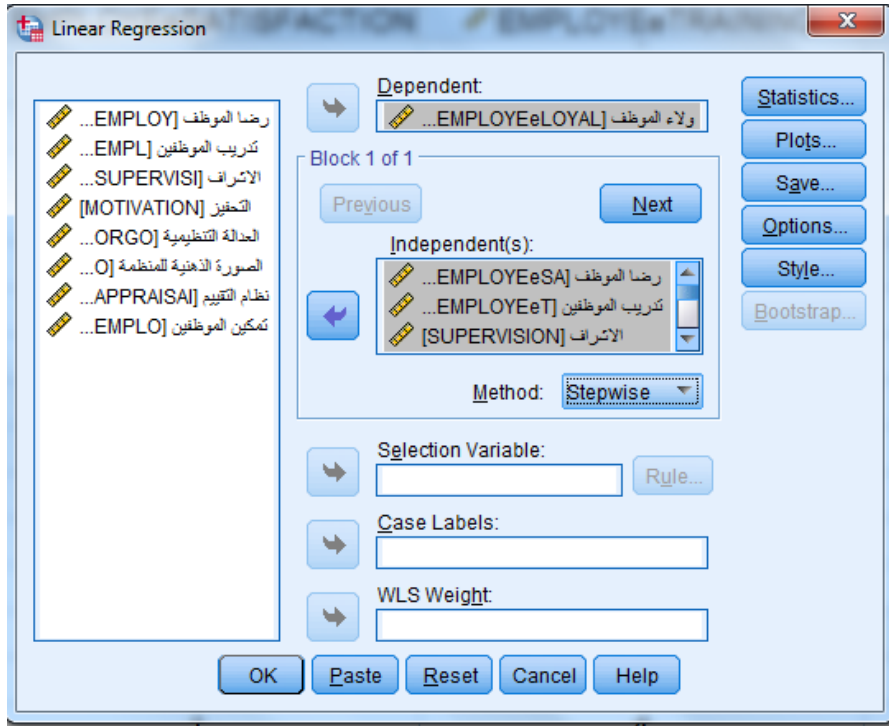 SATISFACTION EMPLOYEeTRAINING
Linear Regression
رضا الموظف [EMPLOY...
تدريب الموظفين [EMPL...
الاشراف [SUPERVISI...
التحفيز [MOTIVATION]
العدالة التنظيمية [ORGO...
الصورة الذهنية للمنظمة [O...
نظام التقييم [APPRAISAI...
تمكين الموظفين [EMPLO...
Dependent:
ولاء الموظف [EMPLOYEeLOYAL...
Block 1 of 1
Previous
Next
Independent(s):
رضا الموظف [EMPLOYEeSA...
تدريب الموظفين [EMPLOYEeT...
الاشراف [SUPERVISION]
Method: Stepwise
Selection Variable:
Rule...
Case Labels:
WLS Weight:
Statistics...
Plots...
Save...
Options...
Style...
Bootstrap...
OK
Paste
Reset
Cancel
Help